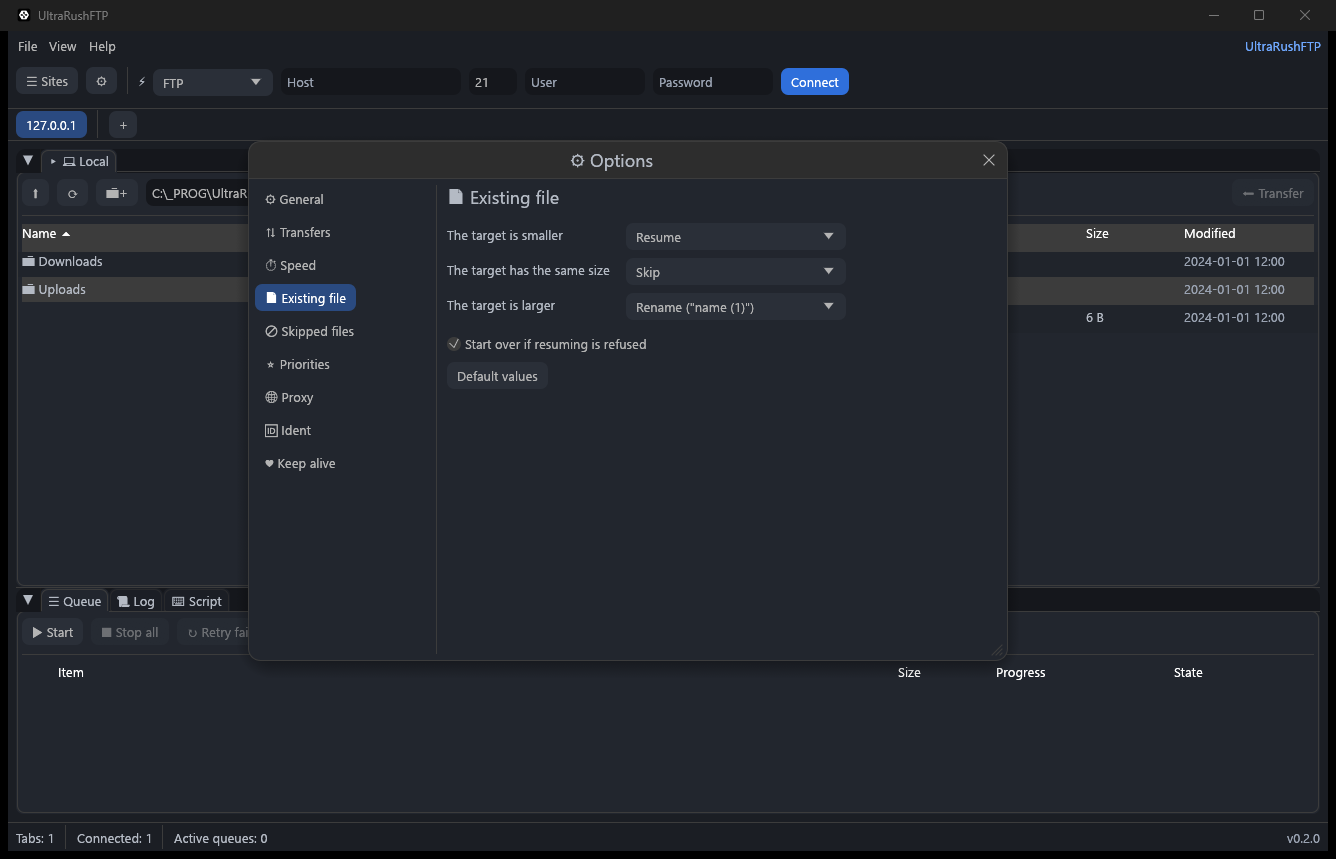 UltraRushFTP
File View Help UltraRushFTP
Sites FTP Host 21 User Password Connect
127.0.0.1 +
Local
C:\_PROG\UltraR
Transfer
Name Size Modified
Downloads 2024-01-01 12:00
Uploads 2024-01-01 12:00
6 B 2024-01-01 12:00
Options
General
Transfers
Speed
Existing file
Skipped files
Priorities
Proxy
ID Ident
Keep alive
Existing file
The target is smaller Resume
The target has the same size Skip
The target is larger Rename ("name (1)")
Start over if resuming is refused
Default values
Queue Log Script
Start Stop all Retry fai
Item Size Progress State
Tabs: 1 Connected: 1 Active queues: 0 v0.2.0